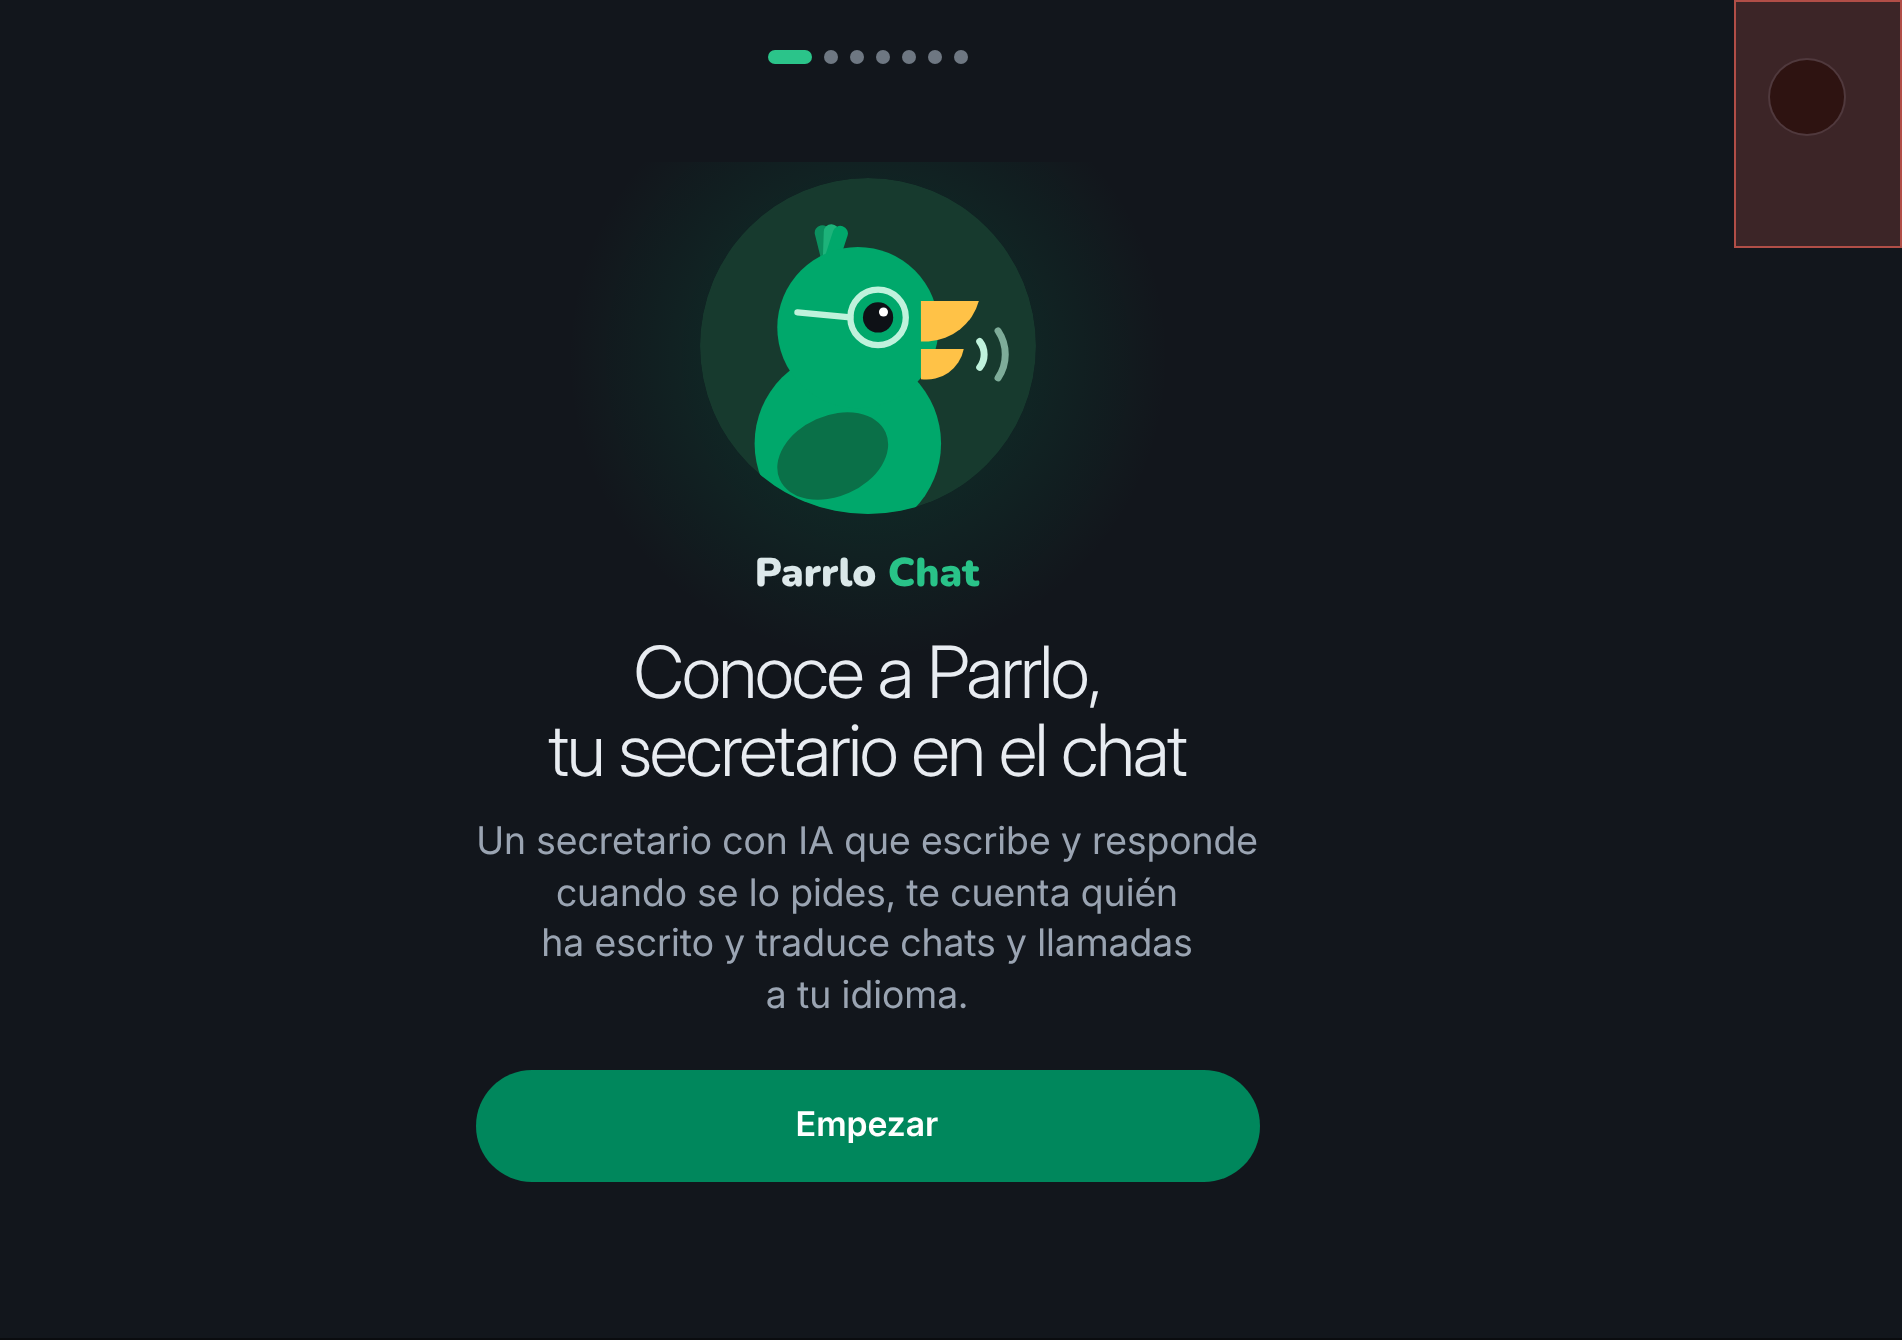 Parrlo Chat
Conoce a Parrlo,
tu secretario en el chat
Un secretario con IA que escribe y responde
cuando se lo pides, te cuenta quién
ha escrito y traduce chats y llamadas
a tu idioma.
Empezar